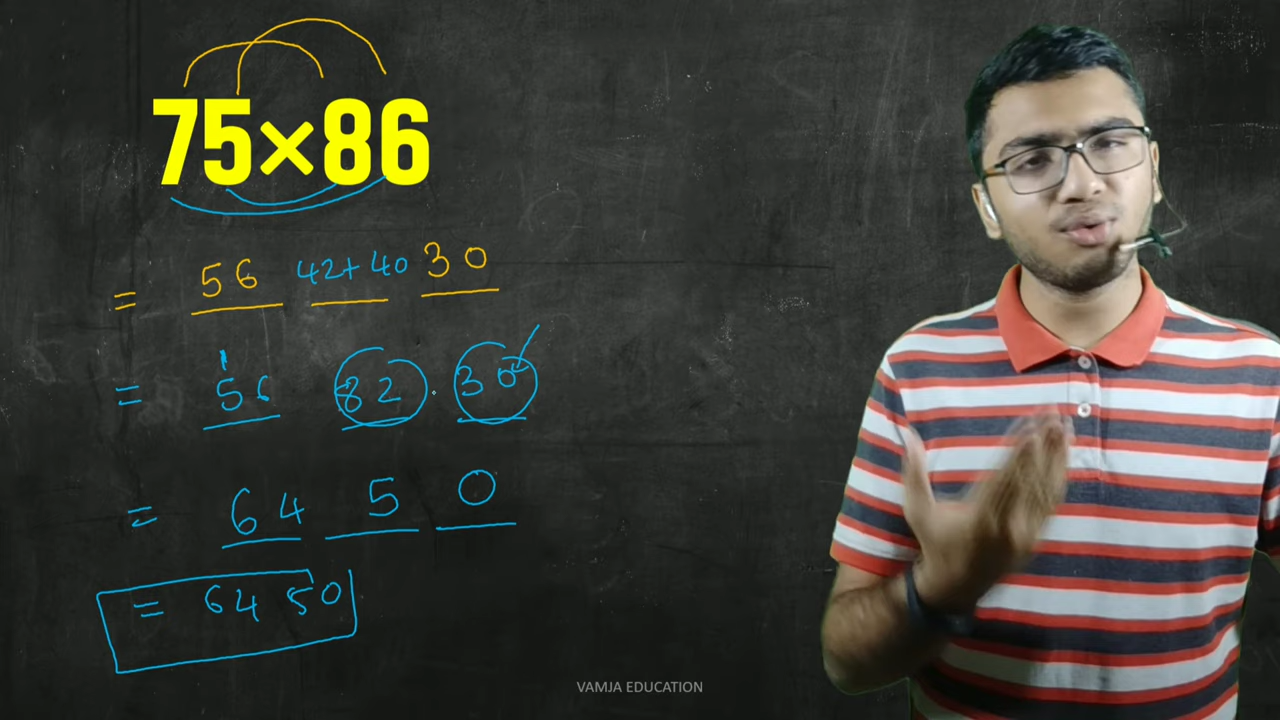 75×86
= 56 42+40 30
= 56 82 30
= 64 5 0
= 6450
VAMJA EDUCATION